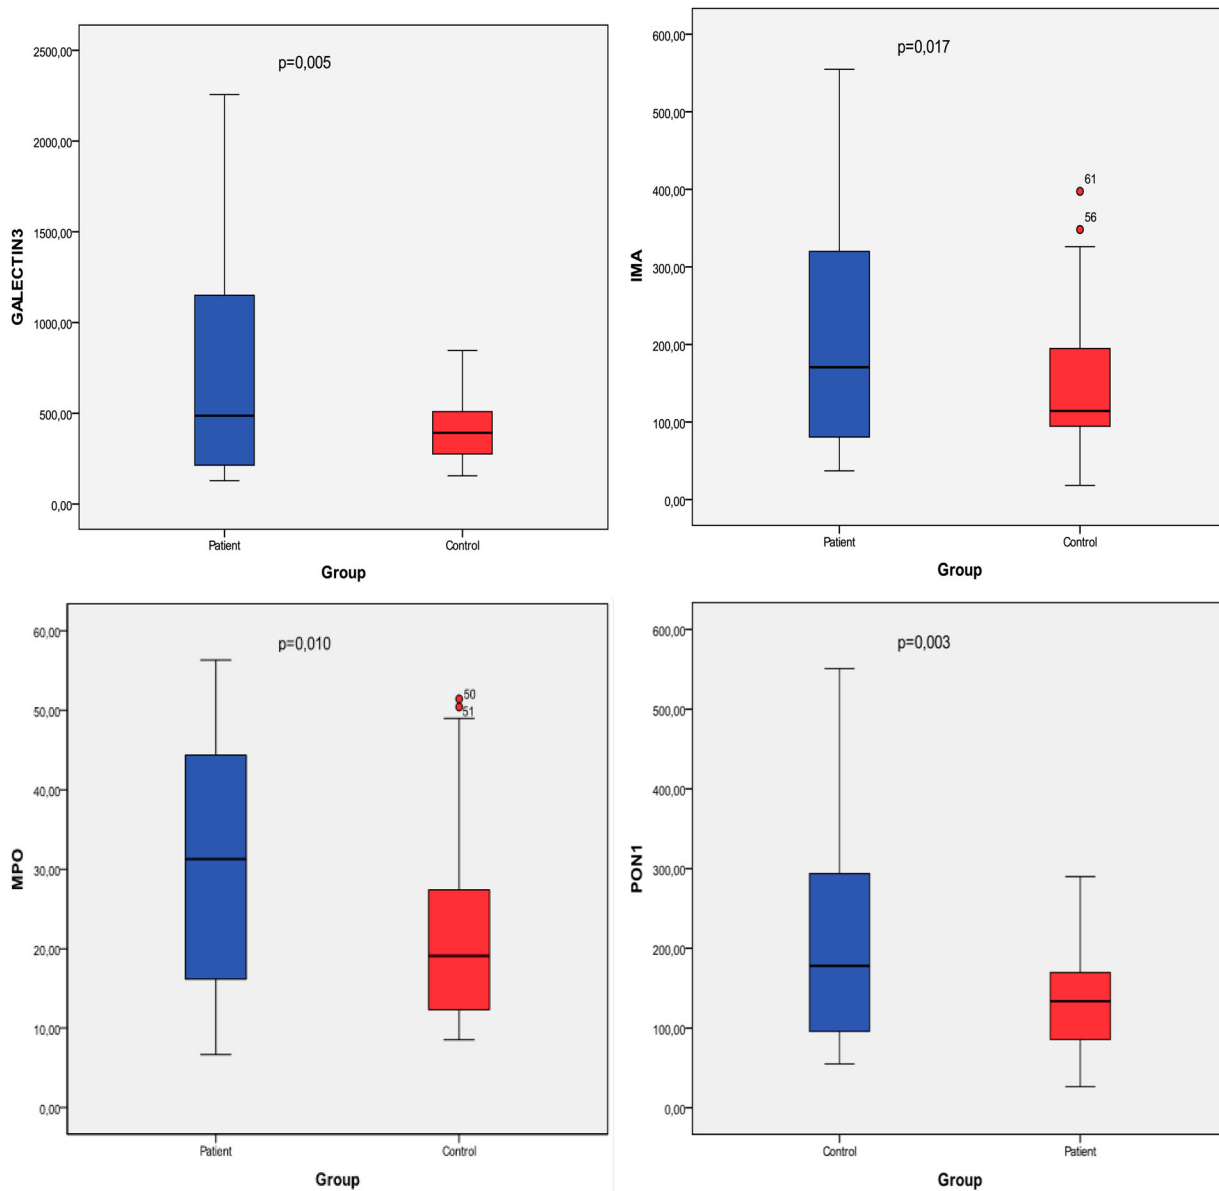 p=0,005
2500,00
2000,00
1500,00
1000,00
500,00
0,00
GALECTIN3
Patient
Control
Group
p=0,017
600,00
500,00
400,00
300,00
200,00
100,00
0,00
IMA
61
56
Patient
Control
Group
p=0,010
60,00
50,00
40,00
30,00
20,00
10,00
0,00
MPO
50
51
Patient
Control
Group
p=0,003
600,00
500,00
400,00
300,00
200,00
100,00
0,00
PON1
Control
Patient
Group